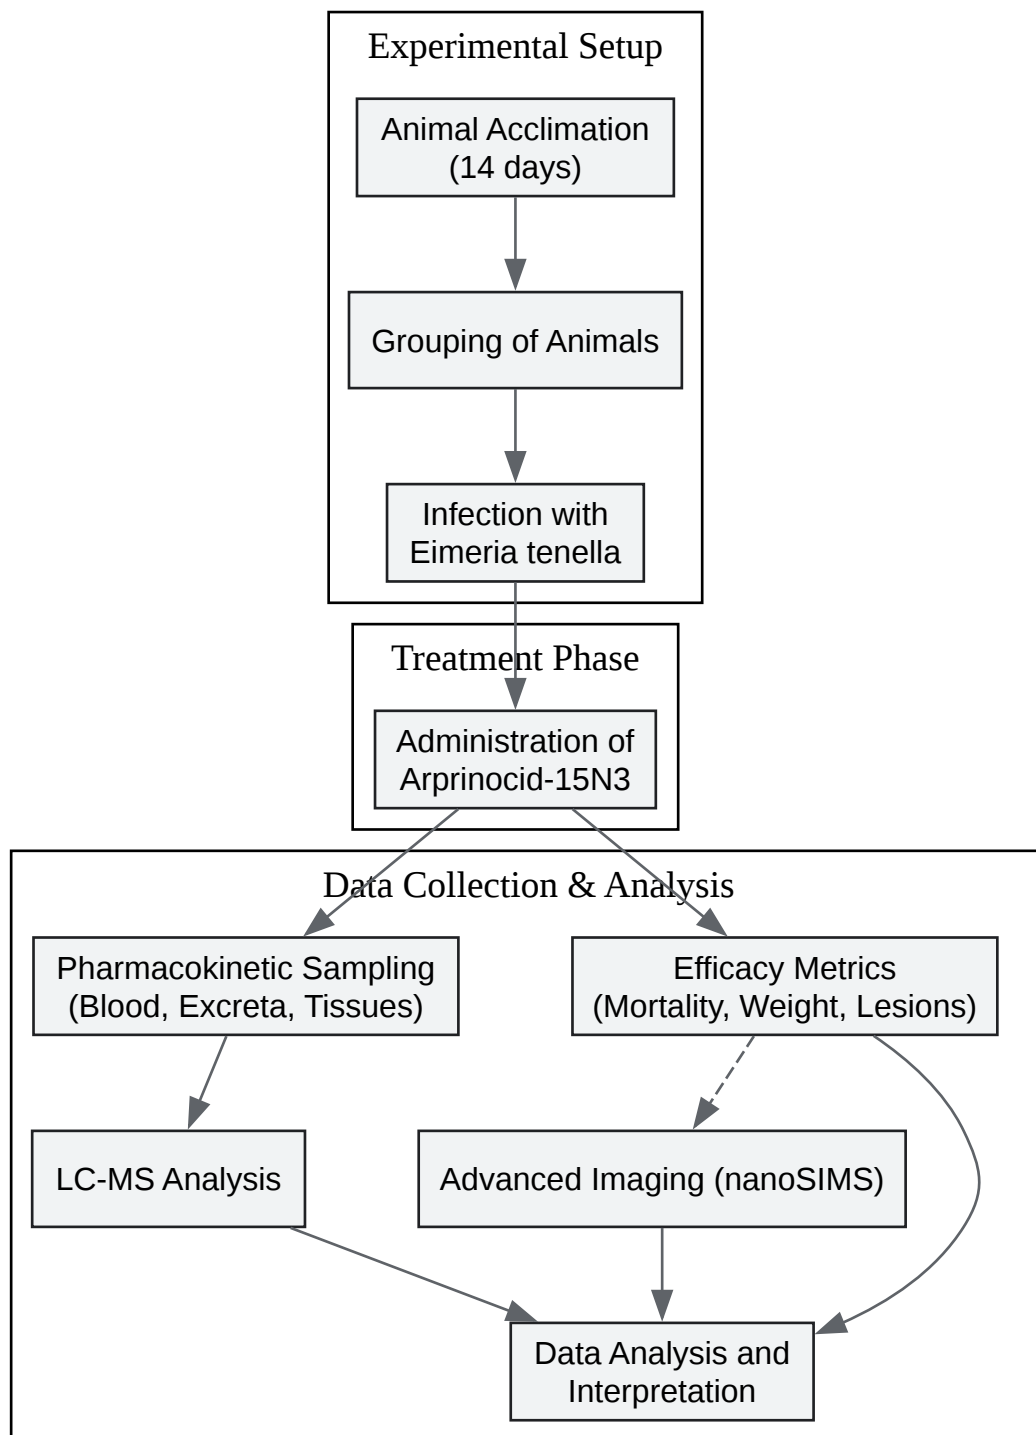 Experimental Setup
Animal Acclimation
(14 days)
Grouping of Animals
Infection with
Eimeria tenella
Treatment Phase
Administration of
Arprinocid-15N3
Data Collection & Analysis
Pharmacokinetic Sampling
(Blood, Excreta, Tissues)
Efficacy Metrics
(Mortality, Weight, Lesions)
LC-MS Analysis
Advanced Imaging (nanoSIMS)
Data Analysis and
Interpretation